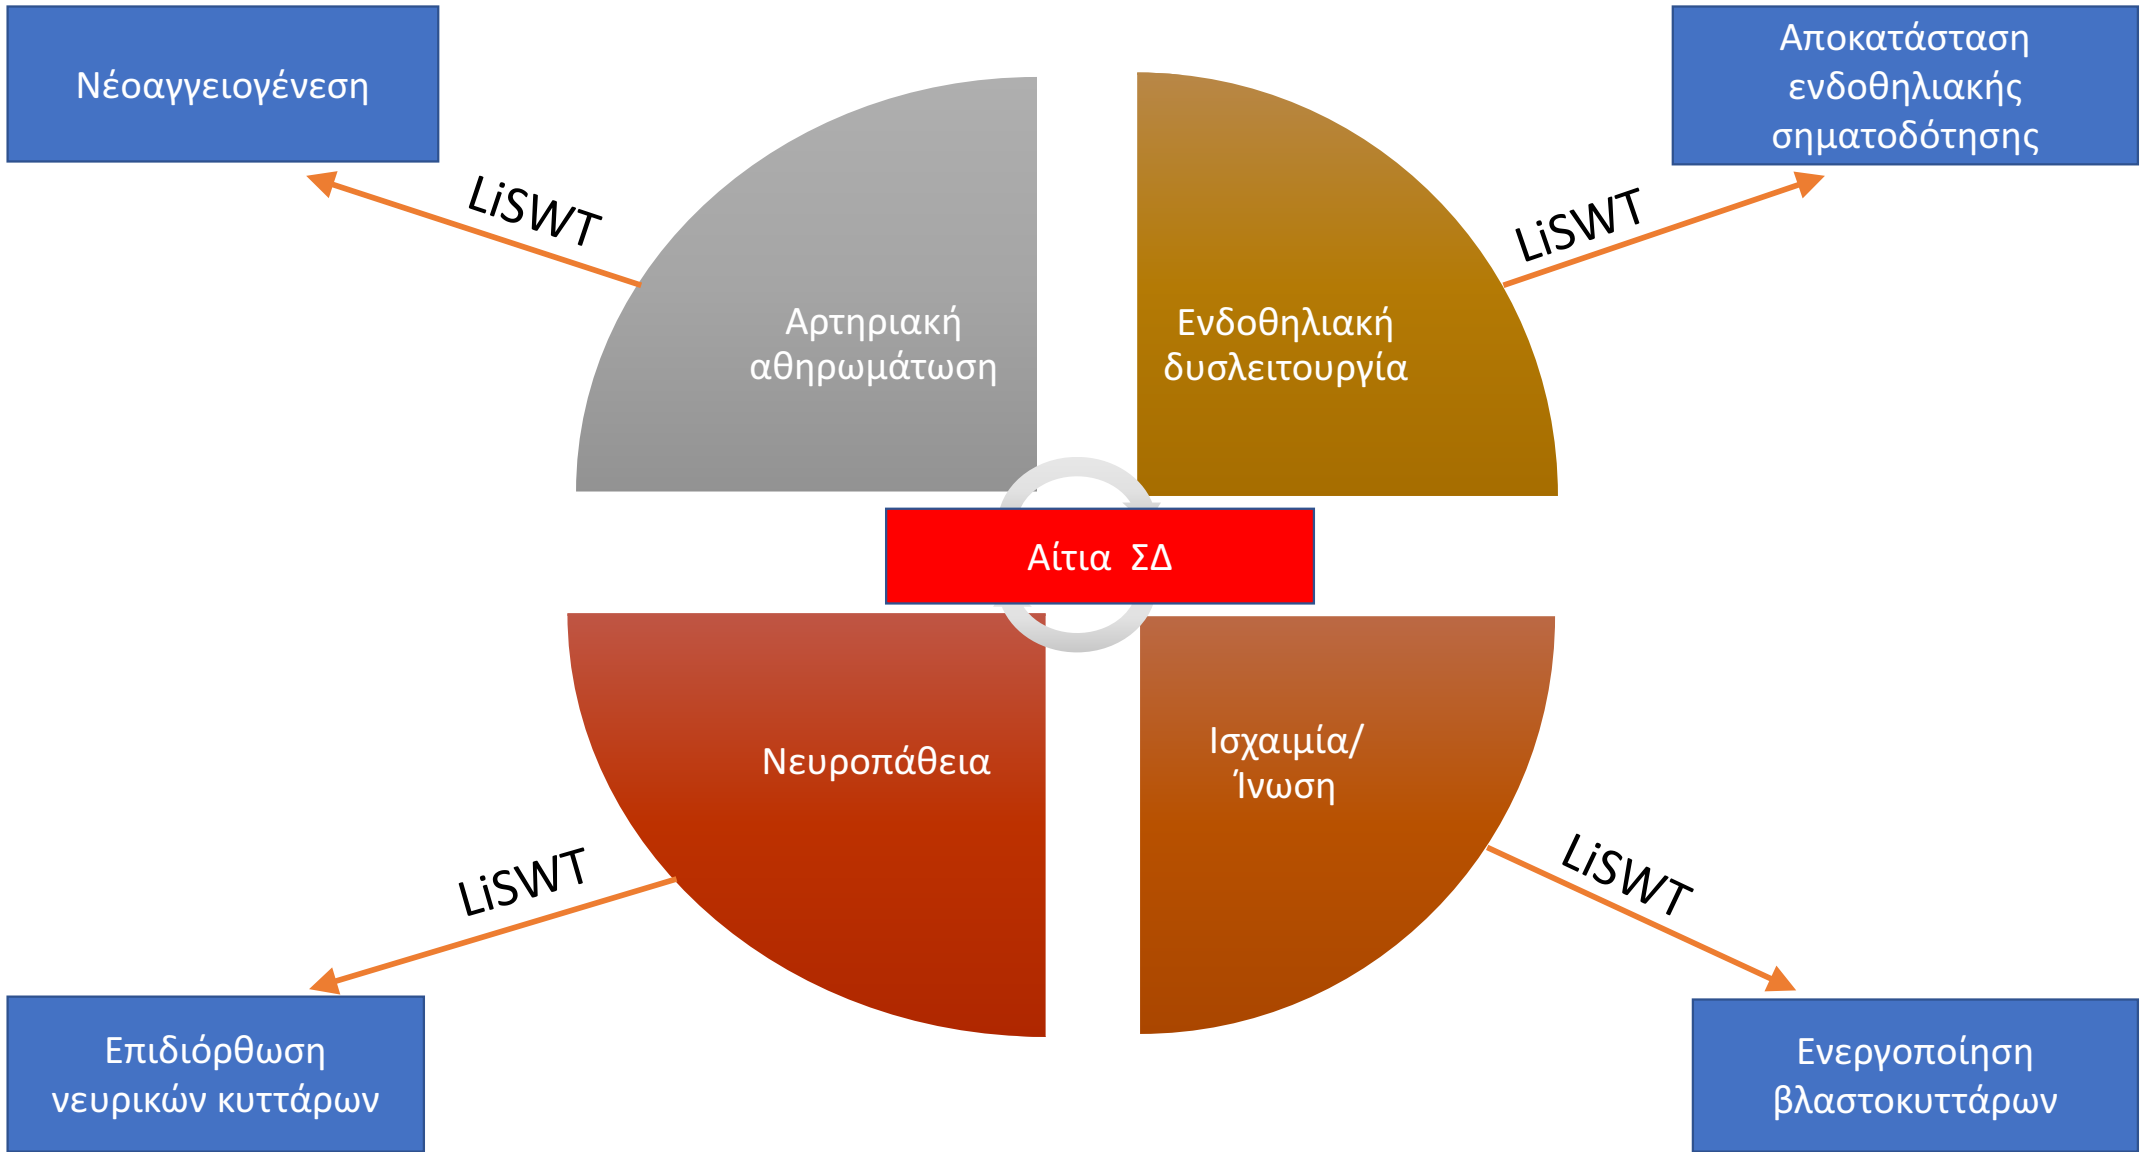 Νέοαγγειογένεση
Αποκατάσταση
ενδοθηλιακής
σηματοδότησης
LiSWT
LiSWT
Αρτηριακή
αθηρωμάτωση
Ενδοθηλιακή
δυσλειτουργία
Αίτια ΣΔ
Νευροπάθεια
Ισχαιμία/
Ίνωση
LiSWT
LiSWT
Επιδιόρθωση
νευρικών κυττάρων
Ενεργοποίηση
βλαστοκυττάρων